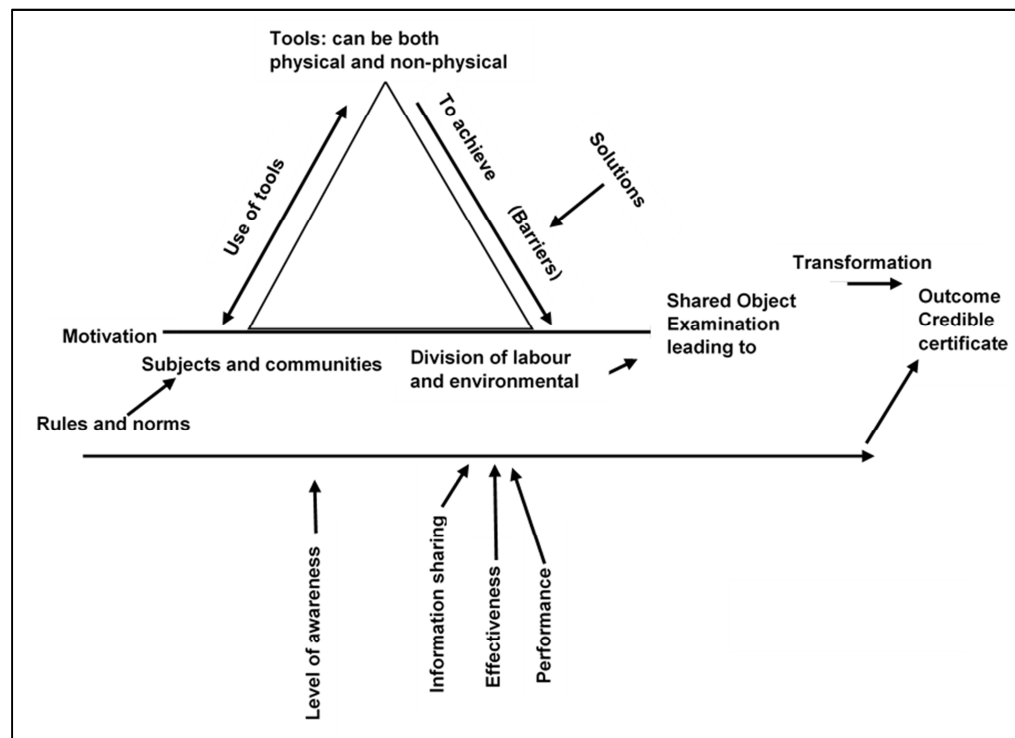 Tools: can be both
physical and non-physical
Use of tools
To achieve
(Barriers)
Solutions
Transformation
Shared Object
Examination
leading to
Outcome
Credible
certificate
Motivation
Subjects and communities
Division of labour
and environmental
Rules and norms
Level of awareness
Information sharing
Effectiveness
Performance